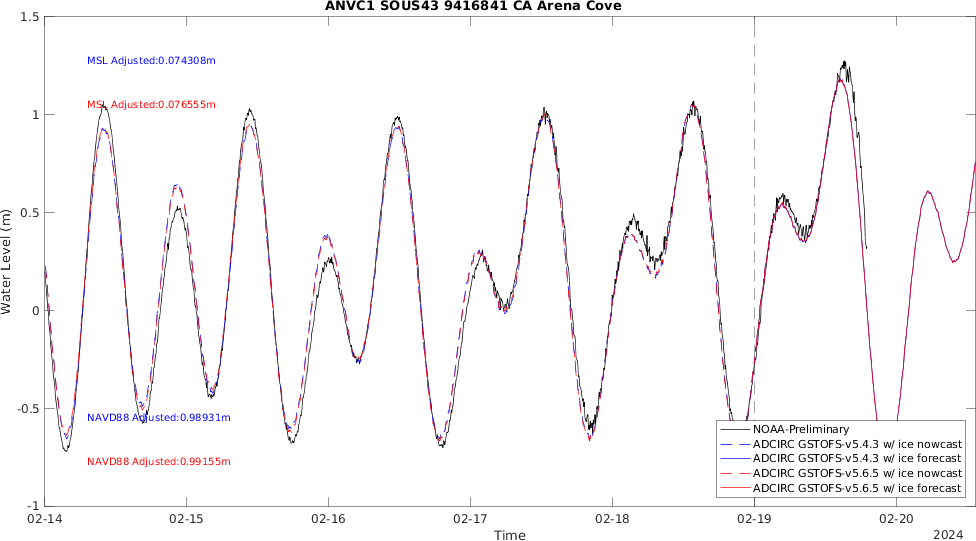 ANVC1 SOUS43 9416841 CA Arena Cove
1.5
1
0.5
0
-0.5
-1
Water Level (m)
MSL Adjusted:0.074308m
MSL Adjusted:0.076555m
NAVD88 Adjusted:0.98931m
NAVD88 Adjusted:0.99155m
NOAA-Preliminary
ADCIRC GSTOFS-v5.4.3 w/ ice nowcast
ADCIRC GSTOFS-v5.4.3 w/ ice forecast
ADCIRC GSTOFS-v5.6.5 w/ ice nowcast
ADCIRC GSTOFS-v5.6.5 w/ ice forecast
02-14 02-15 02-16 02-17 02-18 02-19 02-20
Time
2024